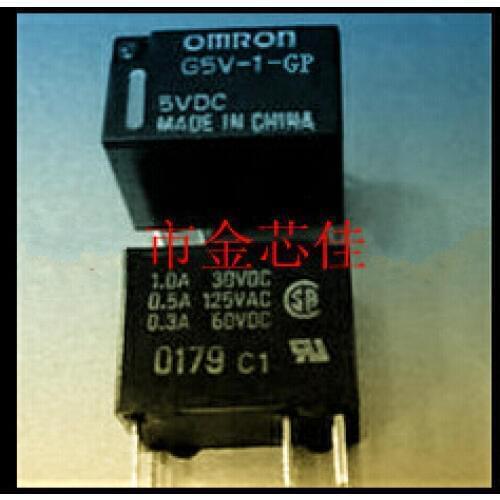 OMRON
G5V-1-GP
5VDC
MADE IN CHINA
市金芯佳
1.0A 30VDC
0.5A 125VAC
0.3A 60VDC
0179 C1